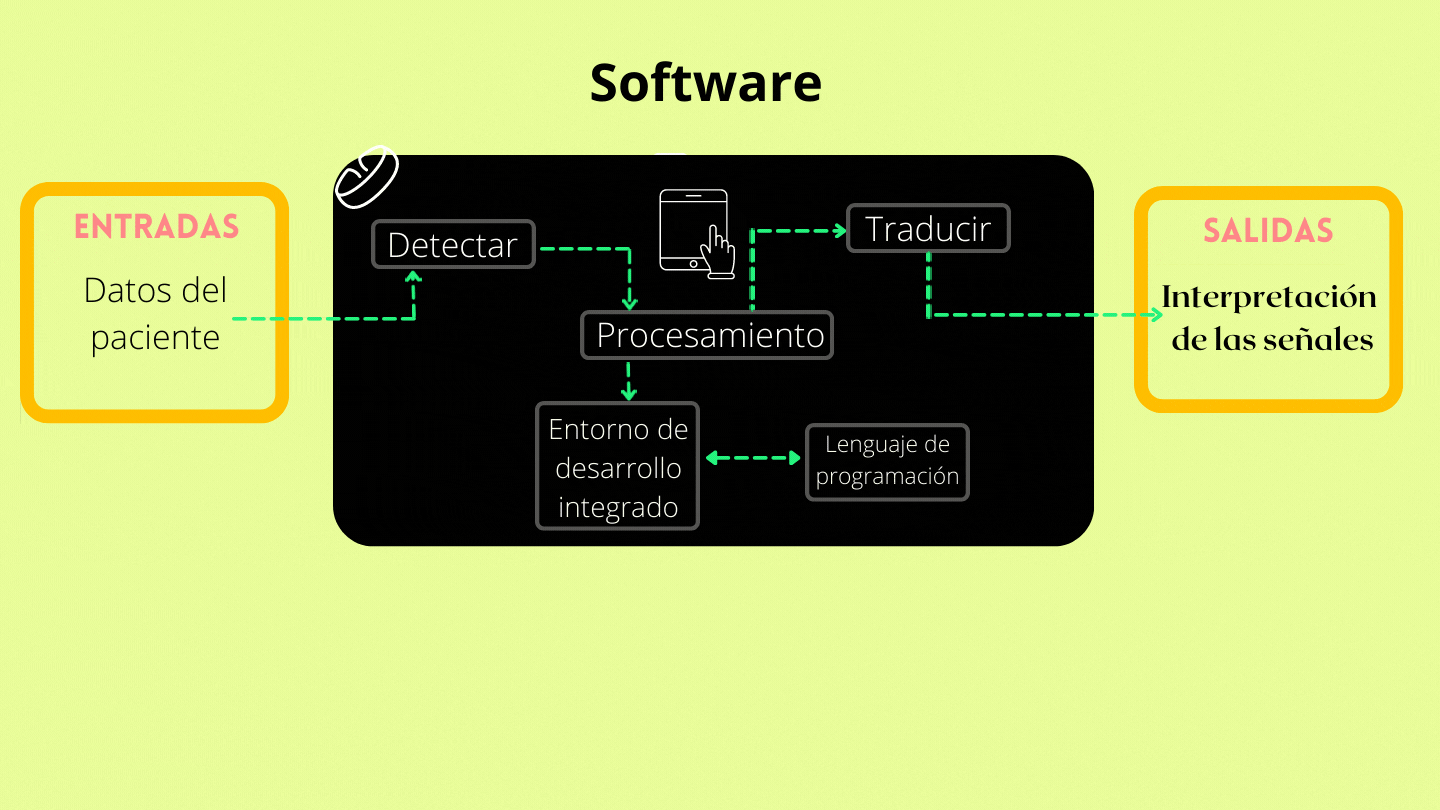 Software
ENTRADAS
Datos del
paciente
Detectar
Procesamiento
Traducir
Entorno de
desarrollo
integrado
Lenguaje de
programación
SALIDAS
Interpretación
de las señales